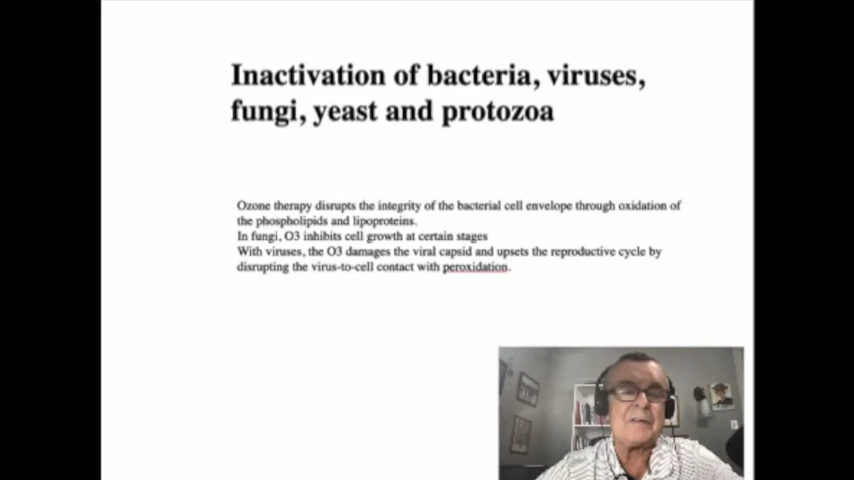 Inactivation of bacteria, viruses,
fungi, yeast and protozoa
Ozone therapy disrupts the integrity of the bacterial cell envelope through oxidation of
the phospholipids and lipoproteins.
In fungi, O3 inhibits cell growth at certain stages
With viruses, the O3 damages the viral capsid and upsets the reproductive cycle by
disrupting the virus-to-cell contact with peroxidation.